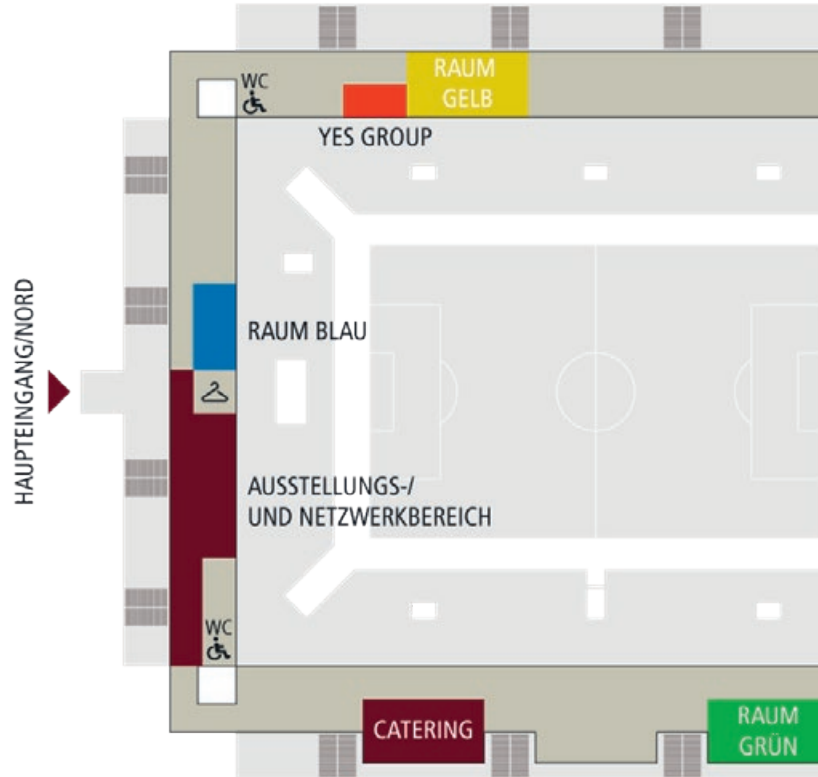 WC
RAUM
GELB
YES GROUP
HAUPTEINGANG/NORD
RAUM BLAU
AUSSTELLUNGS-/
UND NETZWERKBEREICH
WC
CATERING
RAUM
GRÜN